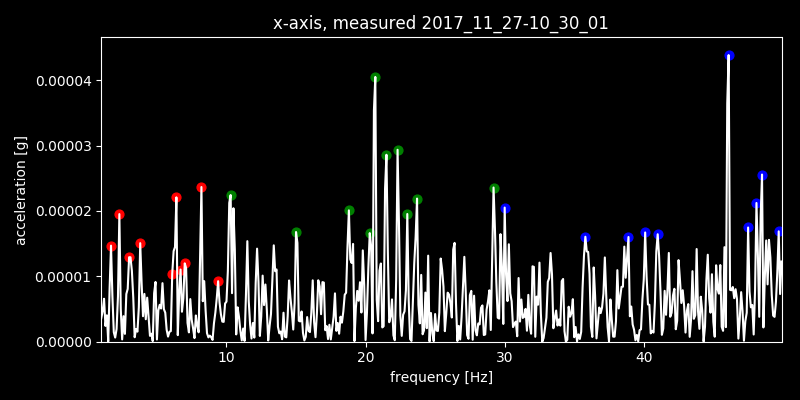 x-axis, measured 2017_11_27-10_30_01
acceleration [g]
0.00004
0.00003
0.00002
0.00001
0.00000
10 20 30 40
frequency [Hz]